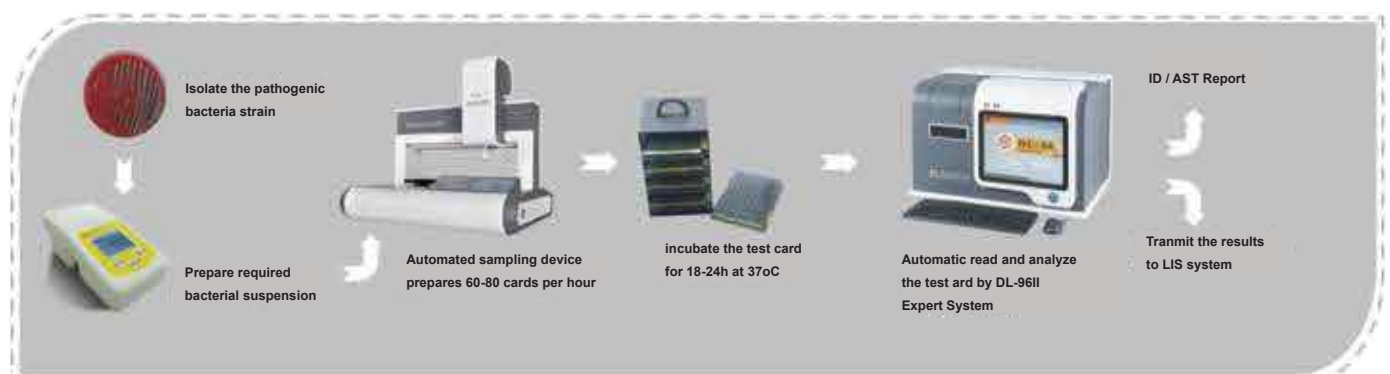 Isolate the pathogenic
bacteria strain
Prepare required
bacterial suspension
Automated sampling device
prepares 60-80 cards per hour
incubate the test card
for 18-24h at 37oC
Automatic read and analyze
the test ard by DL-96II
Expert System
ID / AST Report
Tranmit the results
to LIS system